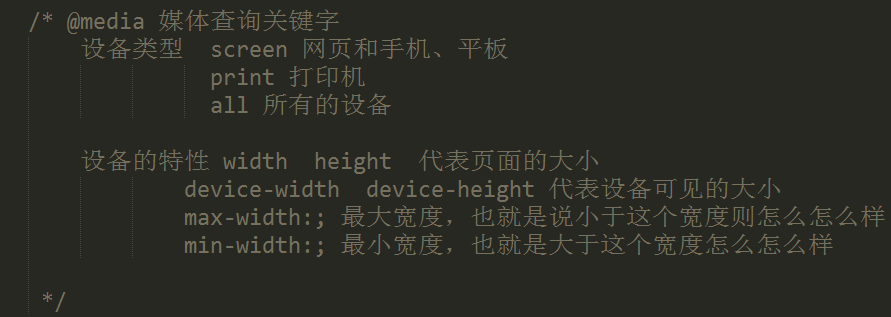 /* @media 媒体查询关键字
设备类型 screen 网页和手机、平板
print 打印机
all 所有的设备
设备的特性 width height 代表页面的大小
device-width device-height 代表设备可见的大小
max-width:; 最大宽度，也就是说小于这个宽度则怎么怎么样
min-width:; 最小宽度，也就是大于这个宽度怎么怎么样
*/